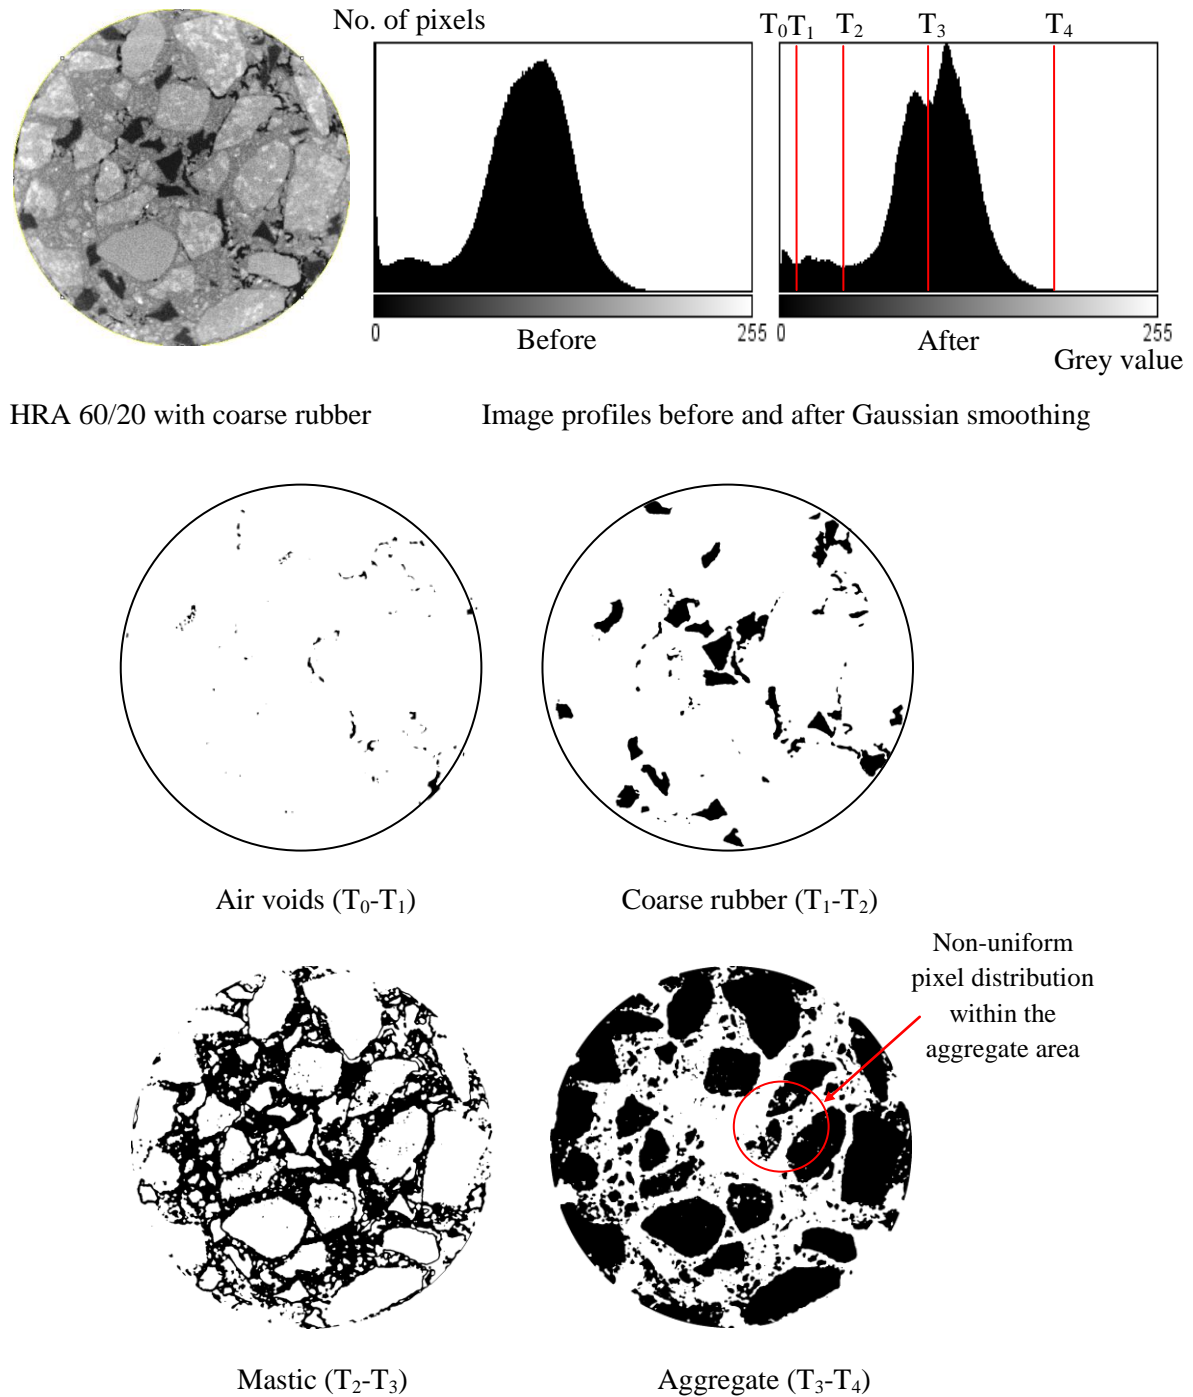 No. of pixels
T₀T₁ T₂ T₃ T₄
0 255
Before
0 255
After
Grey value
HRA 60/20 with coarse rubber
Image profiles before and after Gaussian smoothing
Air voids (T₀-T₁)
Coarse rubber (T₁-T₂)
Non-uniform
pixel distribution
within the
aggregate area
Mastic (T₂-T₃)
Aggregate (T₃-T₄)